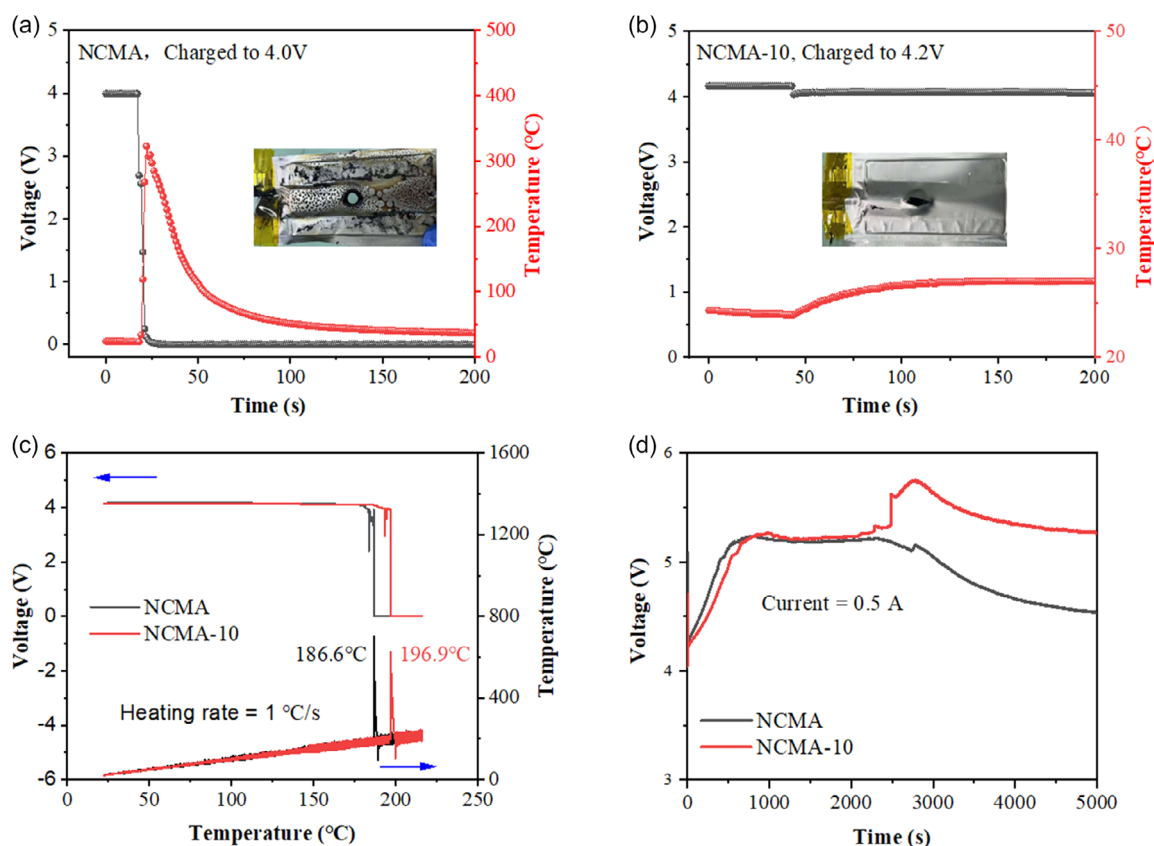 (a)
NCMA，Charged to 4.0V
Voltage (V)
5
4
3
2
1
0
Temperature (℃)
500
400
300
200
100
0
0
50
100
150
200
Time (s)
(b)
NCMA-10, Charged to 4.2V
Voltage(V)
5
4
3
2
1
0
Temperature(℃)
50
40
30
20
0
50
100
150
200
Time (s)
(c)
Voltage (V)
6
4
2
0
-2
-4
-6
NCMA
NCMA-10
186.6℃
196.9℃
Heating rate = 1 ℃/s
Temperature (℃)
1600
1200
800
400
0
0
50
100
150
200
250
Temperature (℃)
(d)
Voltage (V)
6
5
4
3
Current = 0.5 A
NCMA
NCMA-10
0
1000
2000
3000
4000
5000
Time (s)